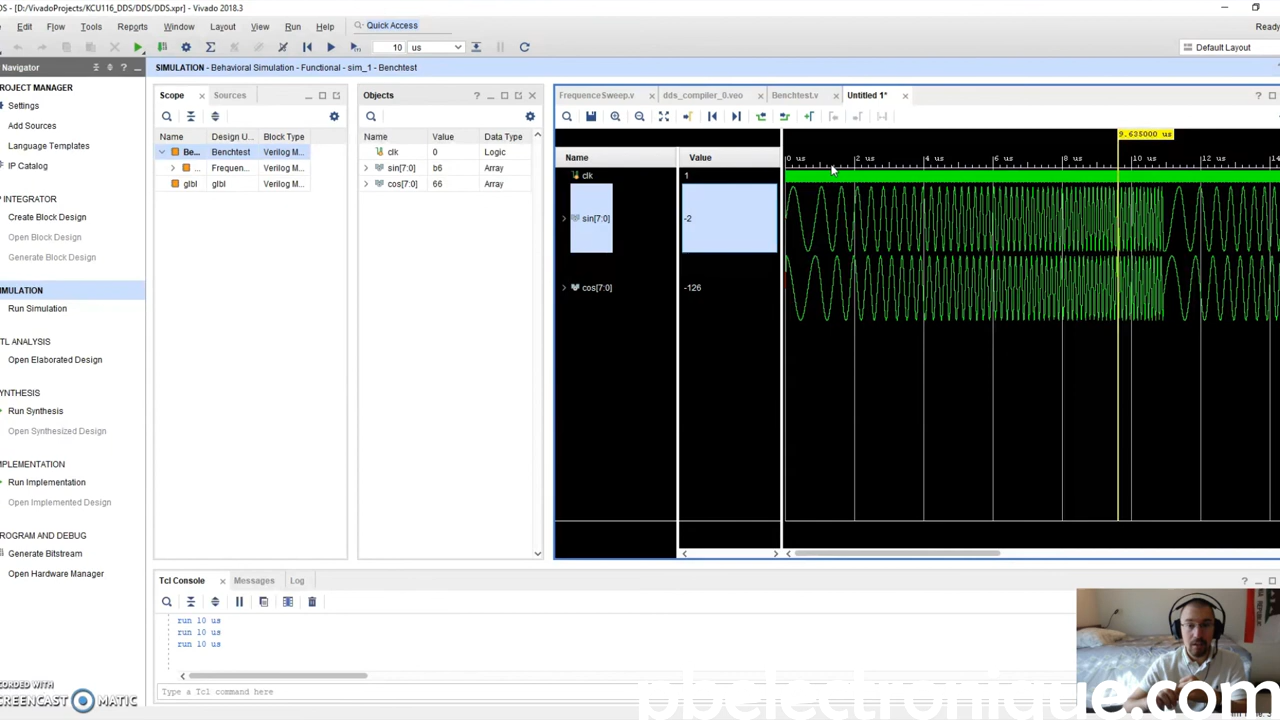 DS - [D:/VivadoProjects/KCU116_DDS/DDS/DDS.xpr] - Vivado 2018.3
Edit Flow Tools Reports Window Layout View Run Help Quick Access
Ready
10 us Default Layout
Navigator
SIMULATION - Behavioral Simulation - Functional - sim_1 - Benchtest
ROJECT MANAGER
Settings
Add Sources
Language Templates
IP Catalog
P INTEGRATOR
Create Block Design
Open Block Design
Generate Block Design
IMULATION
Run Simulation
TL ANALYSIS
Open Elaborated Design
YNTHESIS
Run Synthesis
Open Synthesized Design
MPLEMENTATION
Run Implementation
Open Implemented Design
ROGRAM AND DEBUG
Generate Bitstream
Open Hardware Manager
Scope Sources
Name Design U... Block Type
Be... Benchtest Verilog M...
... Frequen... Verilog M...
glbl glbl Verilog M...
Objects
Name Value Data Type
clk 0 Logic
sin[7:0] b6 Array
cos[7:0] 66 Array
FrequenceSweep.v dds_compiler_0.veo Benchtest.v Untitled 1*
9.635000 us
Name Value
0 us 2 us 4 us 6 us 8 us 10 us 12 us 14
clk 1
sin[7:0] -2
cos[7:0] -126
Tcl Console Messages Log
run 10 us
run 10 us
run 10 us
Type a Tcl command here
CORDED WITH
CREENCAST MATIC
pbelectronique.com